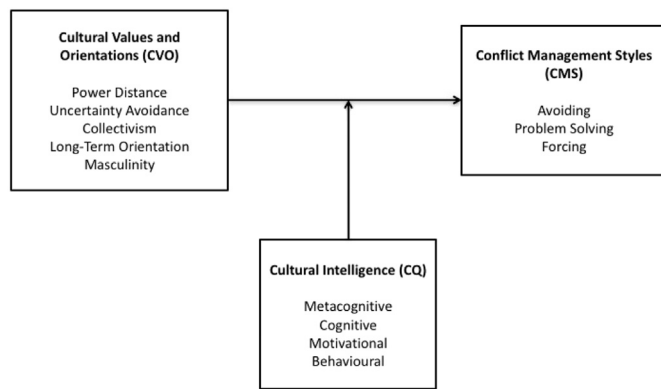 Cultural Values and
Orientations (CVO)
Power Distance
Uncertainty Avoidance
Collectivism
Long-Term Orientation
Masculinity
Conflict Management Styles
(CMS)
Avoiding
Problem Solving
Forcing
Cultural Intelligence (CQ)
Metacognitive
Cognitive
Motivational
Behavioural